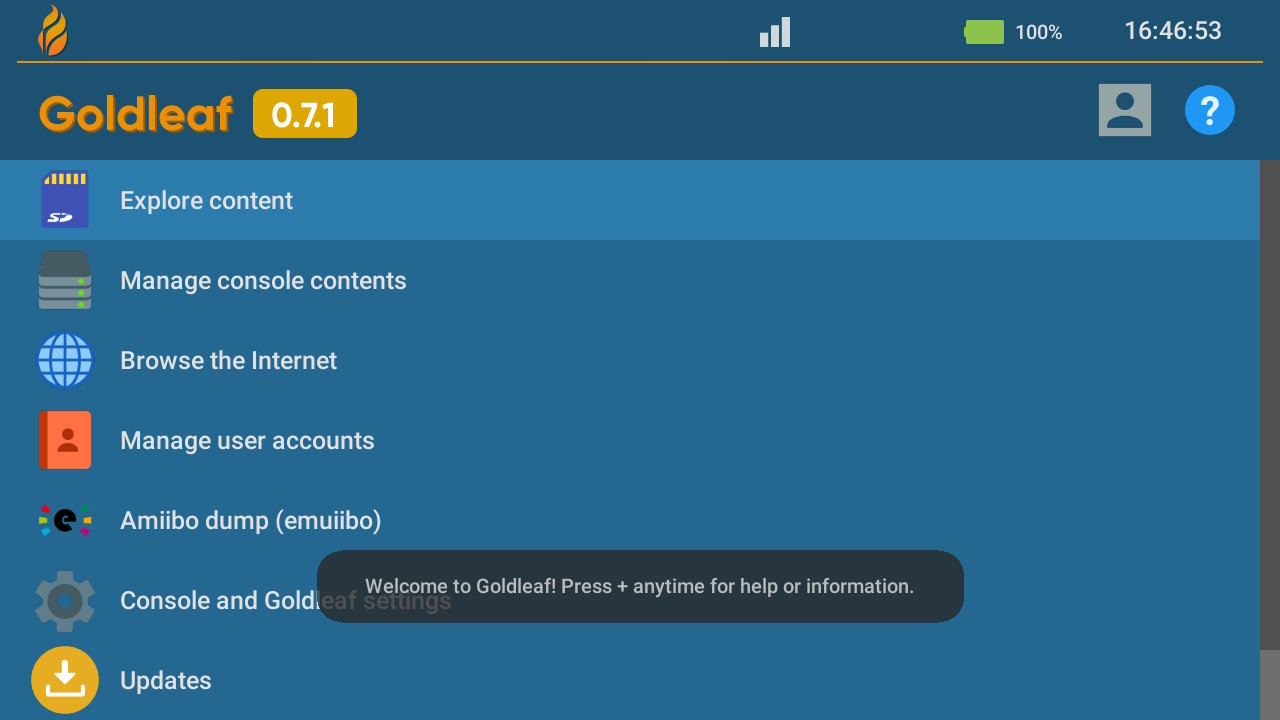 100%
16:46:53
Goldleaf 0.7.1
?
Explore content
SD
Manage console contents
Browse the Internet
Manage user accounts
e
Amiibo dump (emuiibo)
Welcome to Goldleaf! Press + anytime for help or information.
Console and Goldleaf settings
Updates